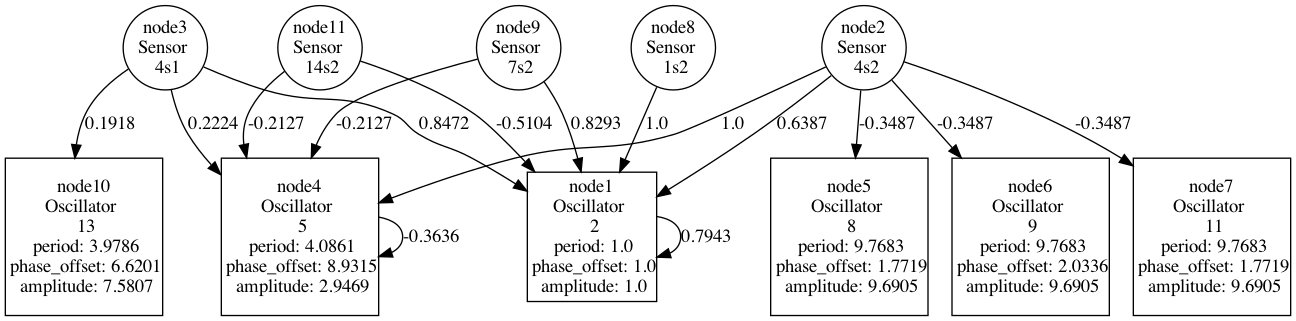 node3
Sensor
4s1
node11
Sensor
14s2
node9
Sensor
7s2
node8
Sensor
1s2
node2
Sensor
4s2
0.1918
0.2224
-0.2127
-0.2127
0.8472
-0.5104
0.8293
1.0
1.0
0.6387
-0.3487
-0.3487
-0.3487
node10
Oscillator
13
period: 3.9786
phase_offset: 6.6201
amplitude: 7.5807
node4
Oscillator
5
period: 4.0861
phase_offset: 8.9315
amplitude: 2.9469
-0.3636
node1
Oscillator
2
period: 1.0
phase_offset: 1.0
amplitude: 1.0
0.7943
node5
Oscillator
8
period: 9.7683
phase_offset: 1.7719
amplitude: 9.6905
node6
Oscillator
9
period: 9.7683
phase_offset: 2.0336
amplitude: 9.6905
node7
Oscillator
11
period: 9.7683
phase_offset: 1.7719
amplitude: 9.6905